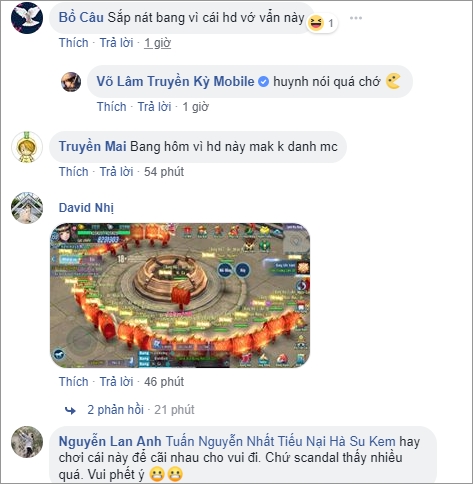 Bồ Câu Sắp nát bang vì cái hd vớ vẩn này
1
Thích · Trả lời · 1 giờ
Võ Lâm Truyền Kỳ Mobile huynh nói quá chớ
Thích · Trả lời · 1 giờ
Truyền Mai Bang hôm vì hd này mak k danh mc
Thích · Trả lời · 54 phút
David Nhị
18+
Thích · Trả lời · 46 phút
2 phản hồi · 21 phút
Nguyễn Lan Anh Tuấn Nguyễn Nhất Tiếu Nại Hà Su Kem hay
chơi cái này để cãi nhau cho vui đi. Chứ scandal thấy nhiều
quá. Vui phết ý